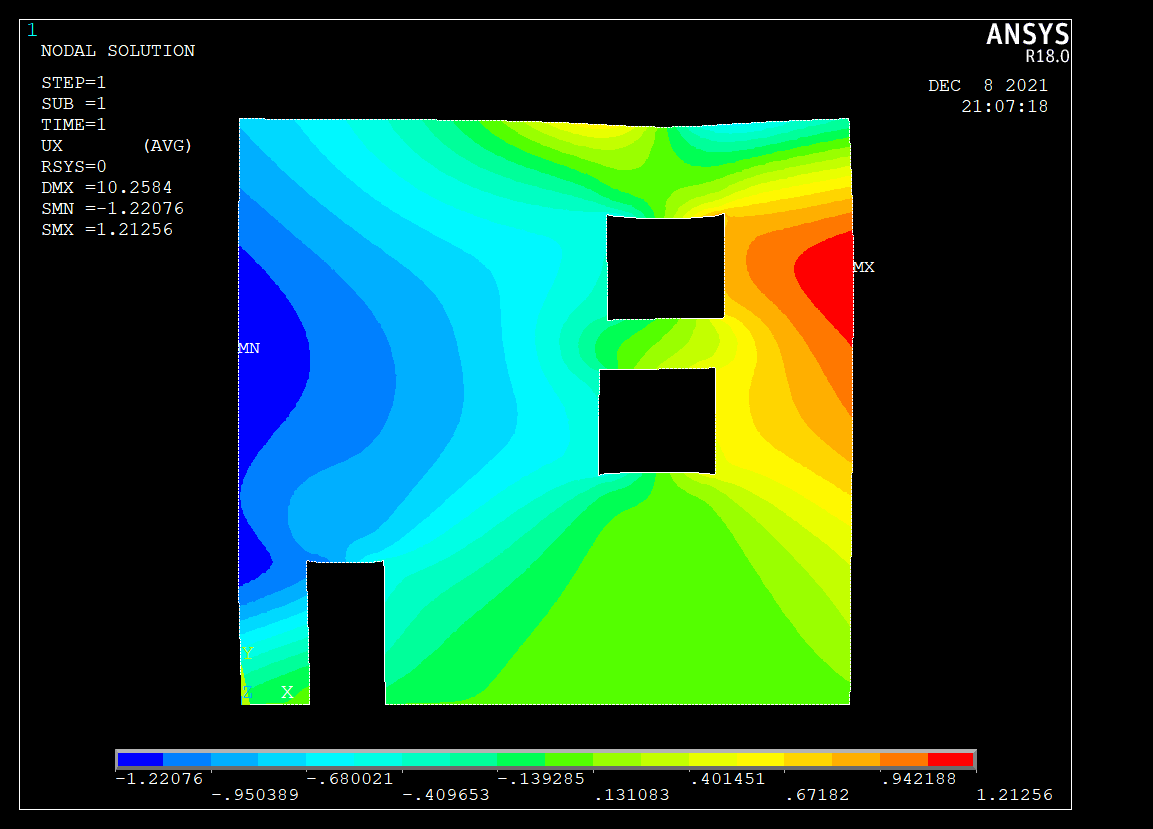 1
ANSYS
R18.0
NODAL SOLUTION
DEC 8 2021
21:07:18
STEP=1
SUB =1
TIME=1
UX (AVG)
RSYS=0
DMX =10.2584
SMN =-1.22076
SMX =1.21256
MX
MN
Y
Z X
-1.22076 -.680021 -.139285 .401451 .942188
-.950389 -.409653 .131083 .67182 1.21256